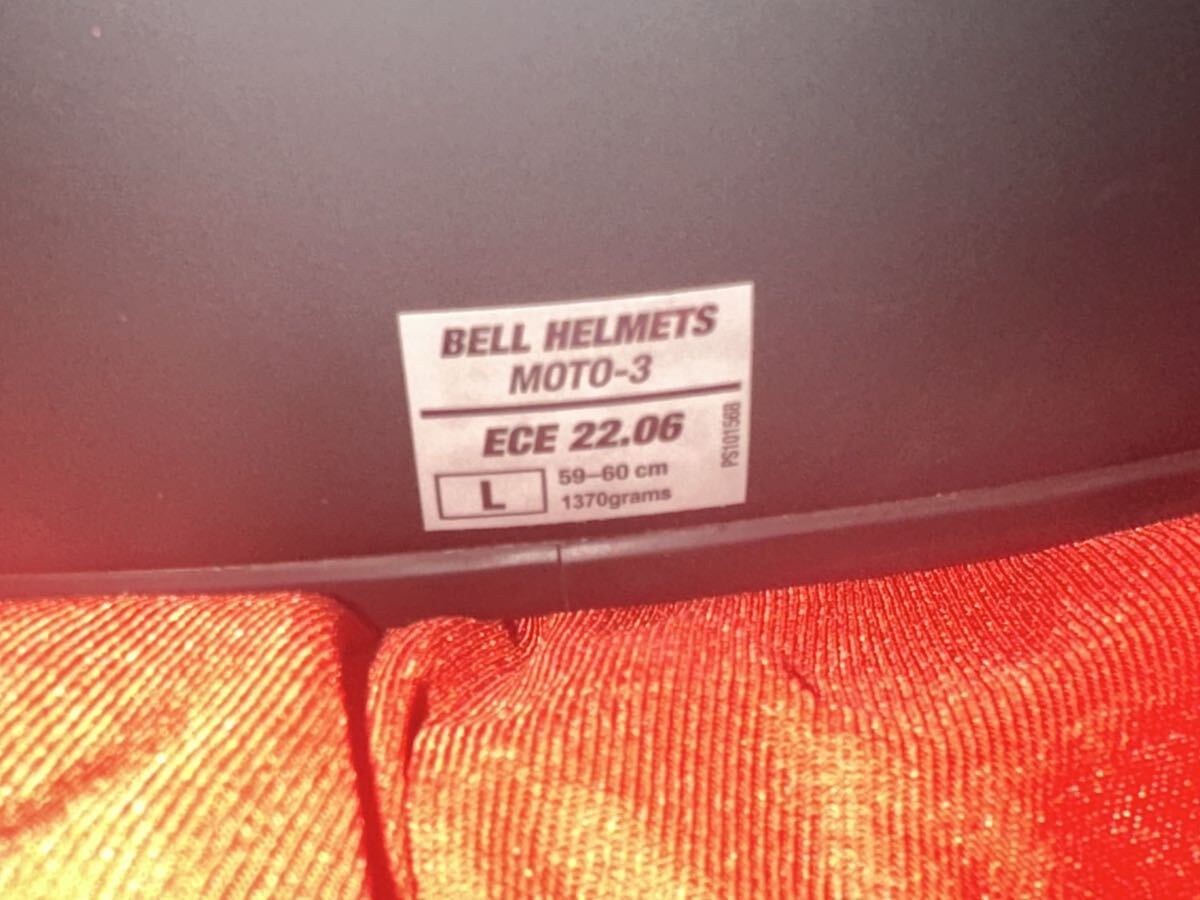 BELL HELMETS
MOTO-3
ECE 22.06
L
59–60 cm
1370grams
PS101568